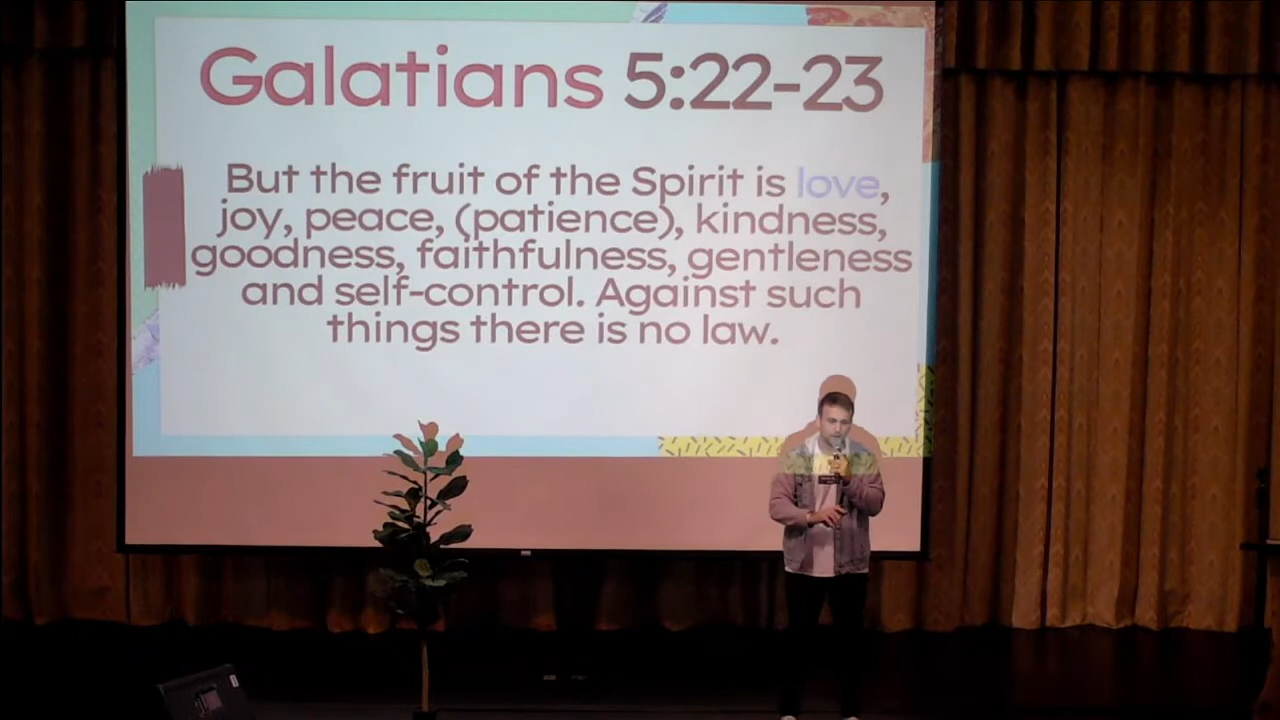 Galatians 5:22-23
But the fruit of the Spirit is love,
joy, peace, (patience), kindness,
goodness, faithfulness, gentleness
and self-control. Against such
things there is no law.